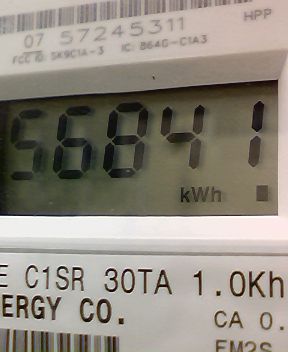 07 57245311
HPP
FCC ID: SK9C1A-3 IC: 864G-C1A3
56841
kWh
E C1SR 30TA 1.0Kh
ERGY CO.
CA 0.
EM2S